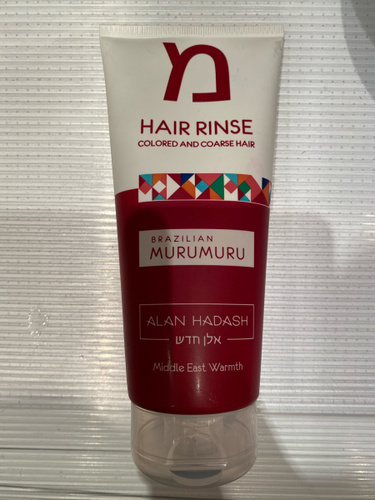 מ
HAIR RINSE
COLORED AND COARSE HAIR
BRAZILIAN
MURUMURU
ALAN HADASH
אלן חדש
Middle East Warmth